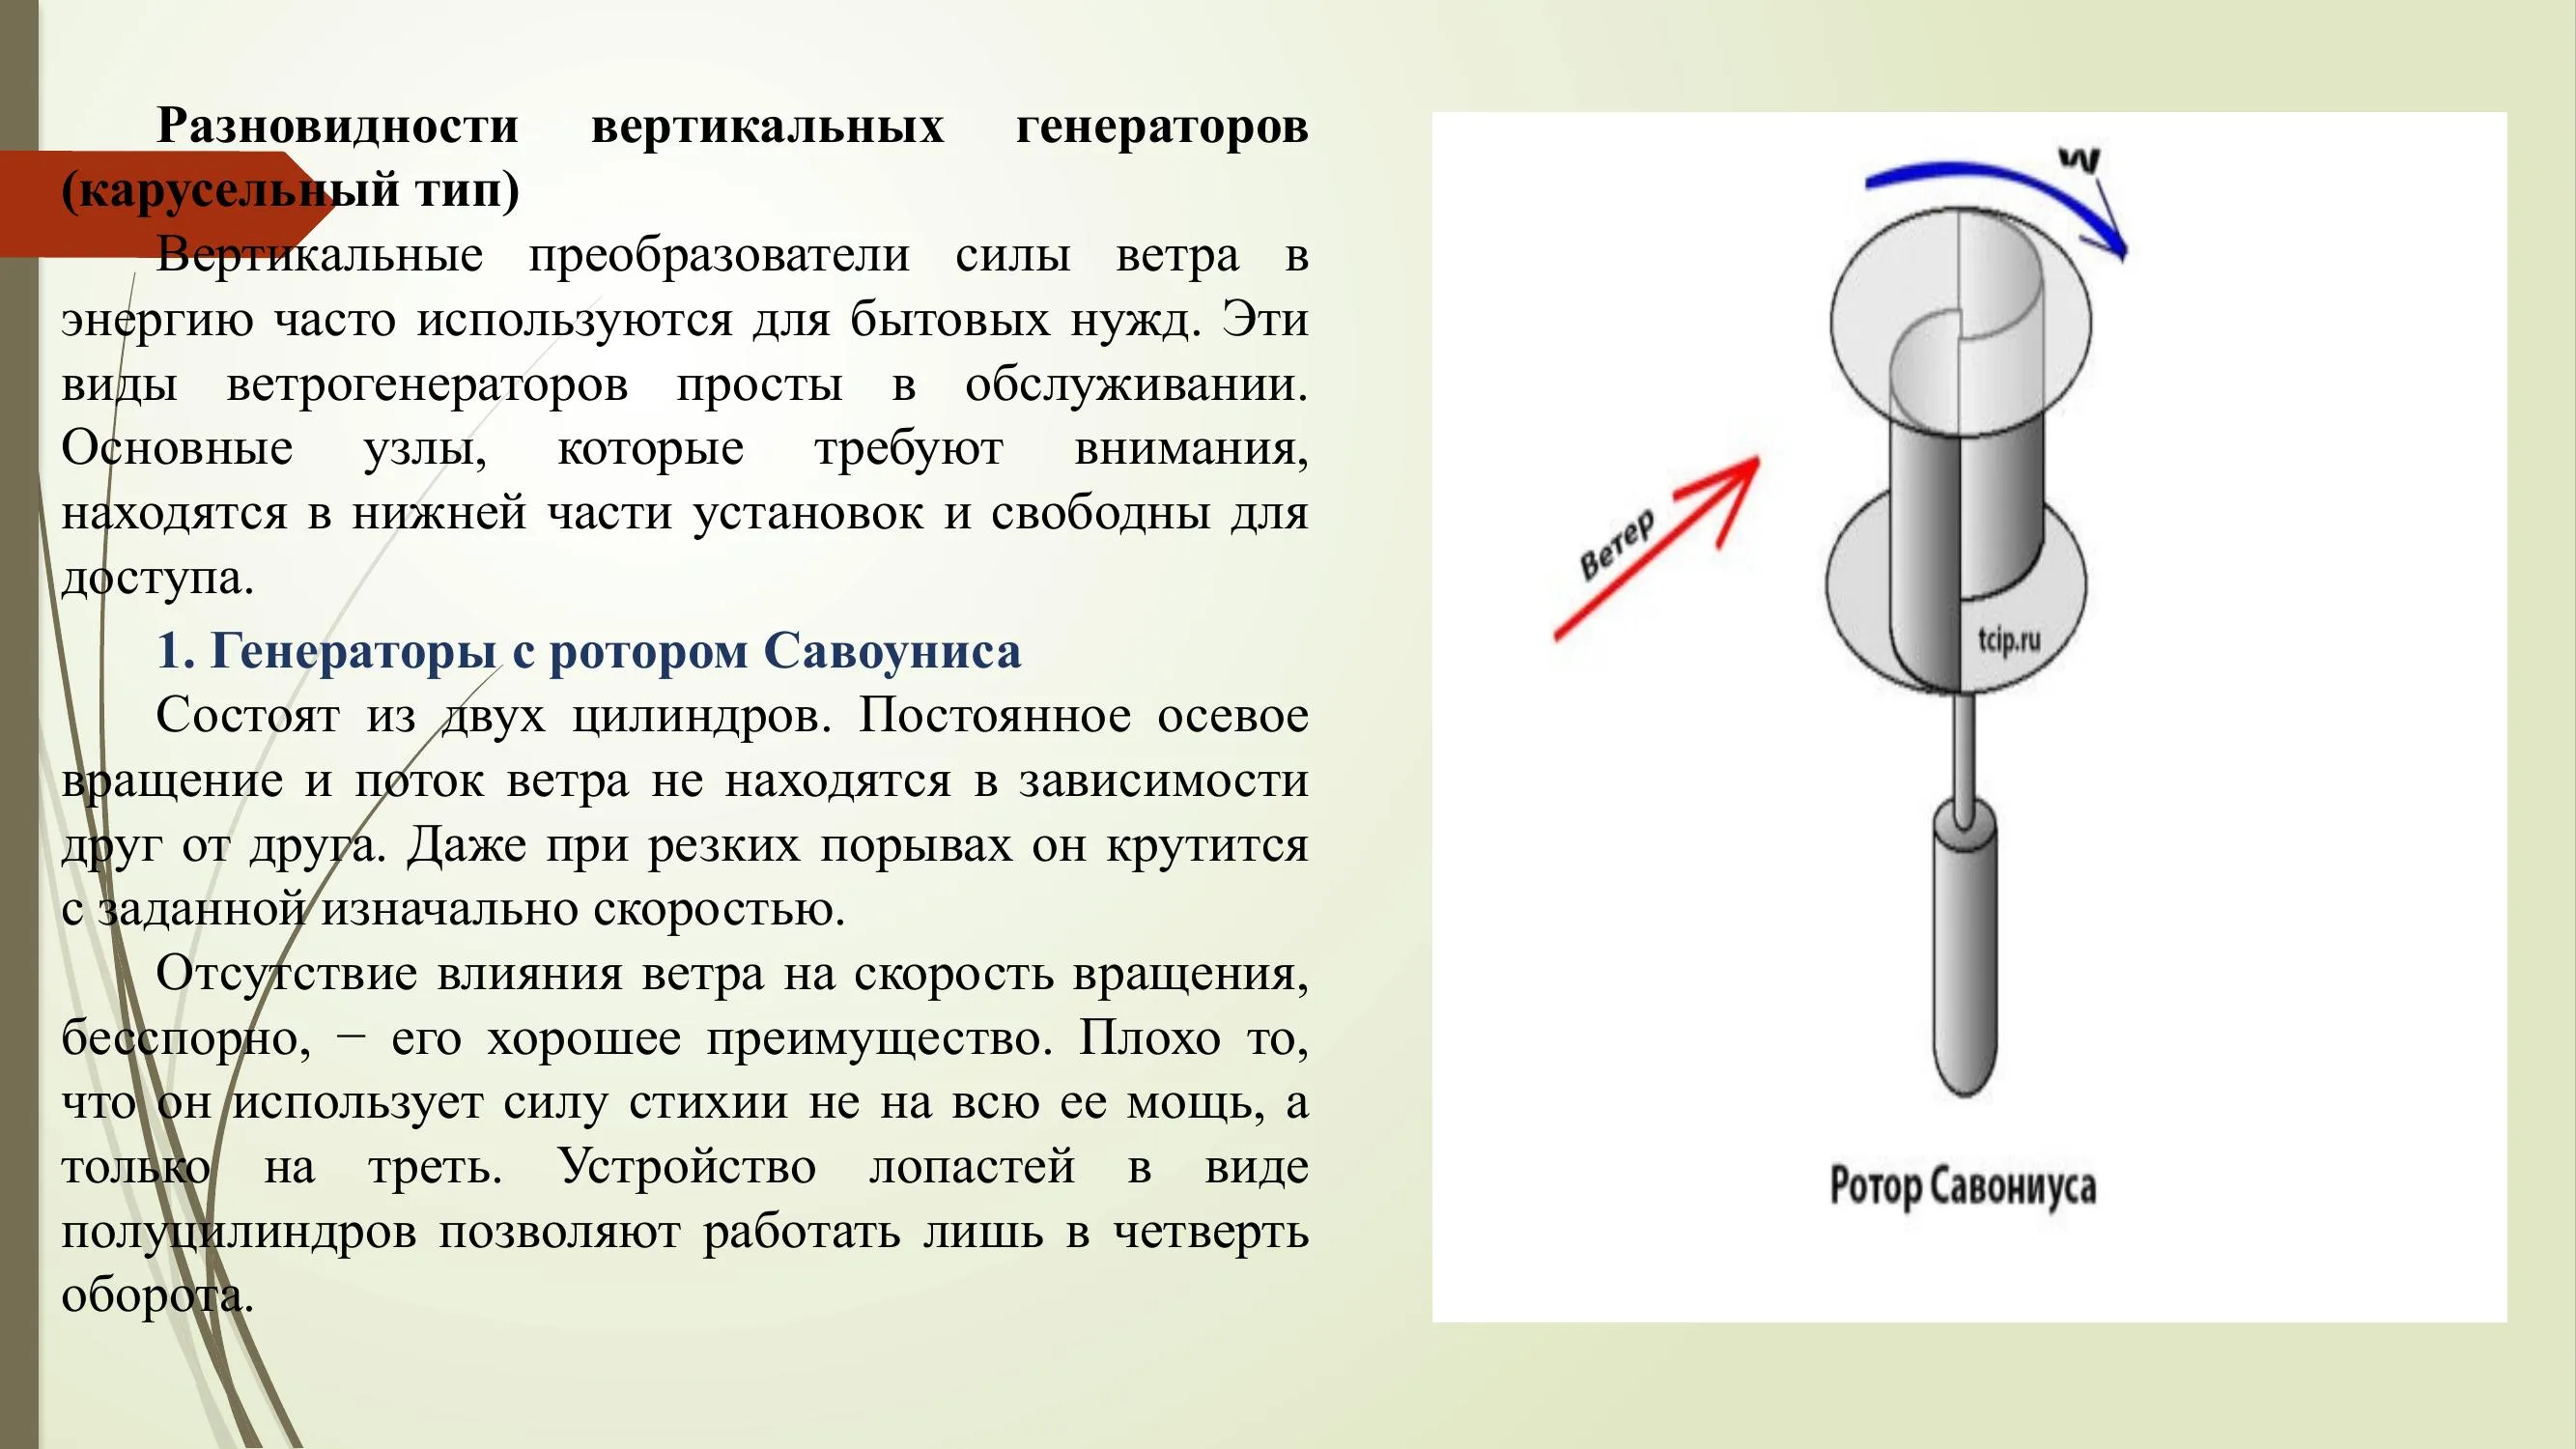 Разновидности вертикальных генераторов
(карусельный тип)
Вертикальные преобразователи силы ветра в
энергию часто используются для бытовых нужд. Эти
виды ветрогенераторов просты в обслуживании.
Основные узлы, которые требуют внимания,
находятся в нижней части установок и свободны для
доступа.
1. Генераторы с ротором Савоуниса
Состоят из двух цилиндров. Постоянное осевое
вращение и поток ветра не находятся в зависимости
друг от друга. Даже при резких порывах он крутится
с заданной изначально скоростью.
Отсутствие влияния ветра на скорость вращения,
бесспорно, − его хорошее преимущество. Плохо то,
что он использует силу стихии не на всю ее мощь, а
только на треть. Устройство лопастей в виде
полуцилиндров позволяют работать лишь в четверть
оборота.
w
Ветер
tcip.ru
Ротор Савониуса